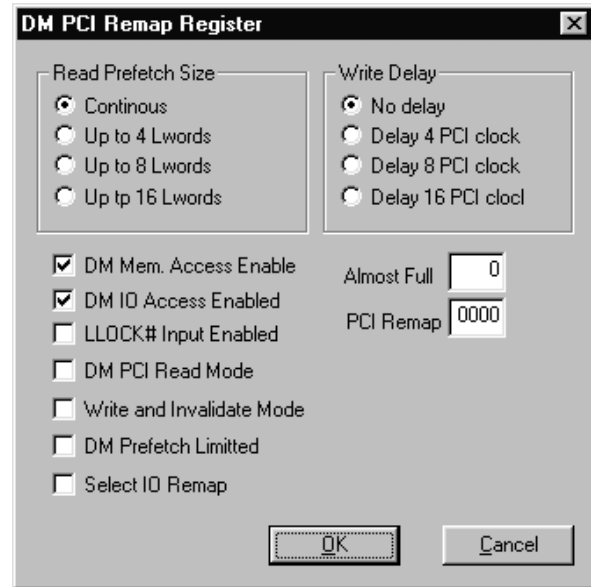 DM PCI Remap Register
Read Prefetch Size
Continous
Up to 4 Lwords
Up to 8 Lwords
Up tp 16 Lwords
Write Delay
No delay
Delay 4 PCI clock
Delay 8 PCI clock
Delay 16 PCI clocl
DM Mem. Access Enable
DM IO Access Enabled
LLOCK# Input Enabled
DM PCI Read Mode
Write and Invalidate Mode
DM Prefetch Limitted
Select IO Remap
Almost Full 0
PCI Remap 0000
OK Cancel